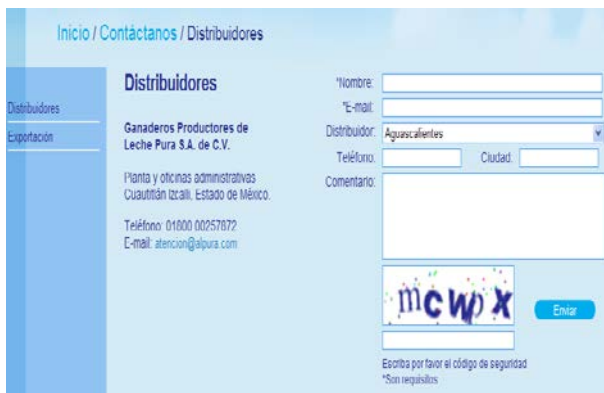 Inicio / Contáctanos / Distribuidores
Distribuidores
Exportación
Distribuidores
Ganaderos Productores de
Leche Pura S.A. de C.V.
Planta y oficinas administrativas
Cuautitlán Izcalli, Estado de México.
Teléfono: 01800 00257872
E-mail: atencion@alpura.com
*Nombre:
*E-mail:
Distribuidor: Aguascalientes
Teléfono: Ciudad:
Comentario:
mcwpx
Enviar
Escriba por favor el código de seguridad
*Son requisitos